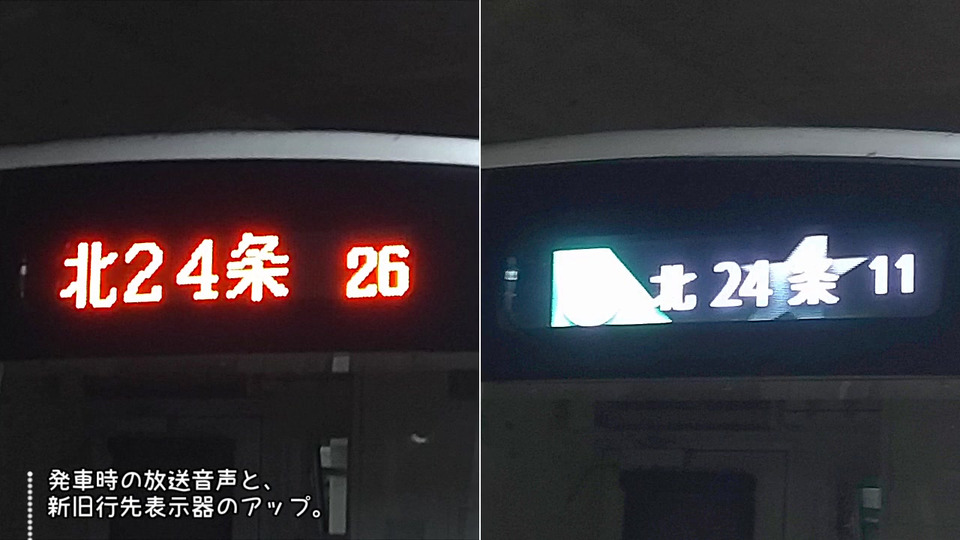 北24条 26
北 24 条 11
発車時の放送音声と、
新旧行先表示器のアップ。